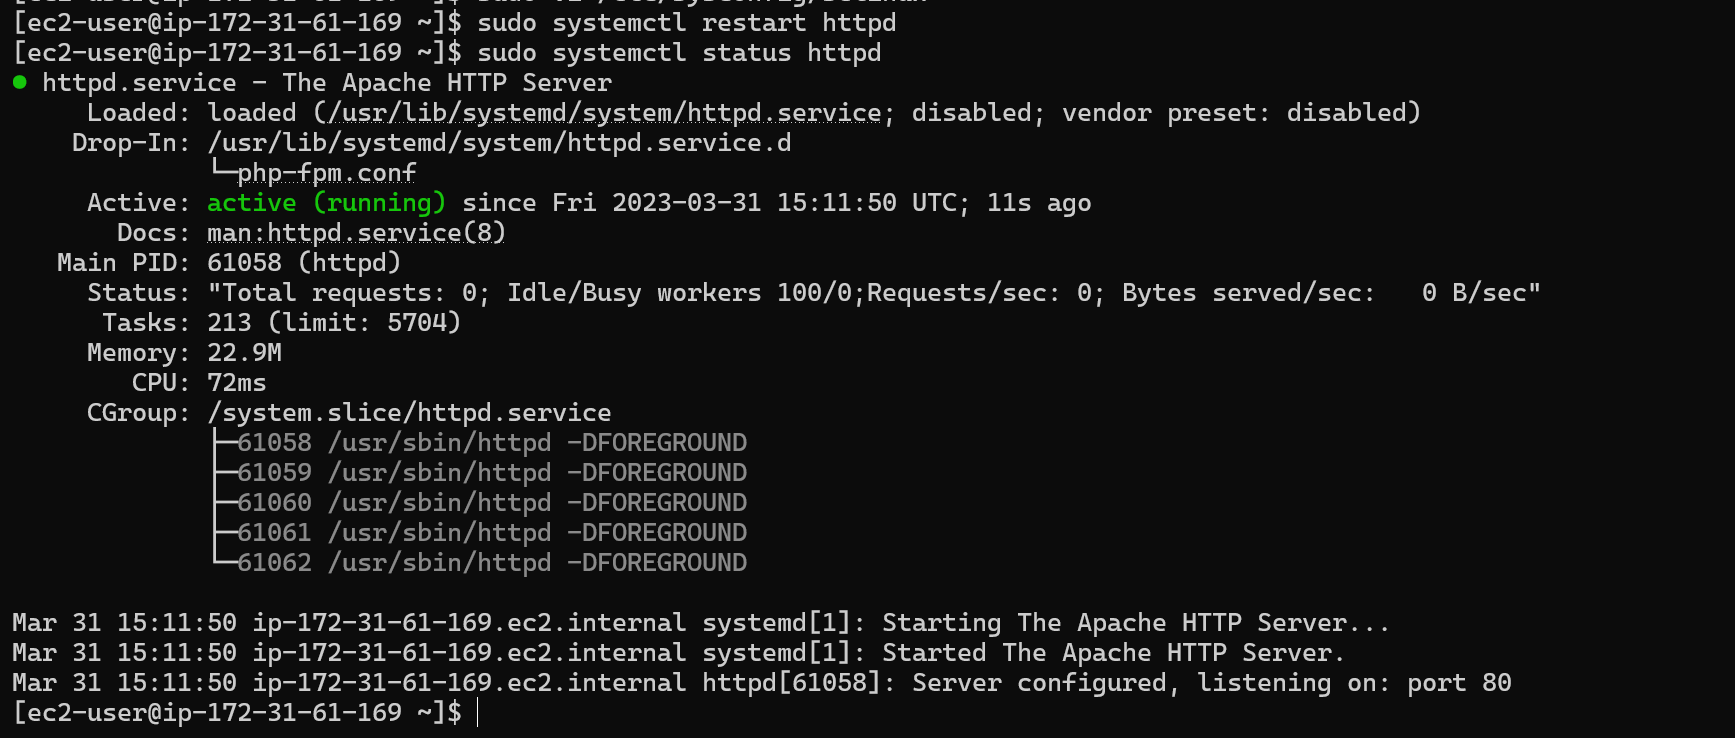 [ec2-user@ip-172-31-61-169 ~]$ sudo systemctl restart httpd
[ec2-user@ip-172-31-61-169 ~]$ sudo systemctl status httpd
● httpd.service - The Apache HTTP Server
     Loaded: loaded (/usr/lib/systemd/system/httpd.service; disabled; vendor preset: disabled)
    Drop-In: /usr/lib/systemd/system/httpd.service.d
             └─php-fpm.conf
     Active: active (running) since Fri 2023-03-31 15:11:50 UTC; 11s ago
       Docs: man:httpd.service(8)
   Main PID: 61058 (httpd)
     Status: "Total requests: 0; Idle/Busy workers 100/0;Requests/sec: 0; Bytes served/sec:   0 B/sec"
      Tasks: 213 (limit: 5704)
     Memory: 22.9M
        CPU: 72ms
     CGroup: /system.slice/httpd.service
             ├─61058 /usr/sbin/httpd -DFOREGROUND
             ├─61059 /usr/sbin/httpd -DFOREGROUND
             ├─61060 /usr/sbin/httpd -DFOREGROUND
             ├─61061 /usr/sbin/httpd -DFOREGROUND
             └─61062 /usr/sbin/httpd -DFOREGROUND

Mar 31 15:11:50 ip-172-31-61-169.ec2.internal systemd[1]: Starting The Apache HTTP Server...
Mar 31 15:11:50 ip-172-31-61-169.ec2.internal systemd[1]: Started The Apache HTTP Server.
Mar 31 15:11:50 ip-172-31-61-169.ec2.internal httpd[61058]: Server configured, listening on: port 80
[ec2-user@ip-172-31-61-169 ~]$